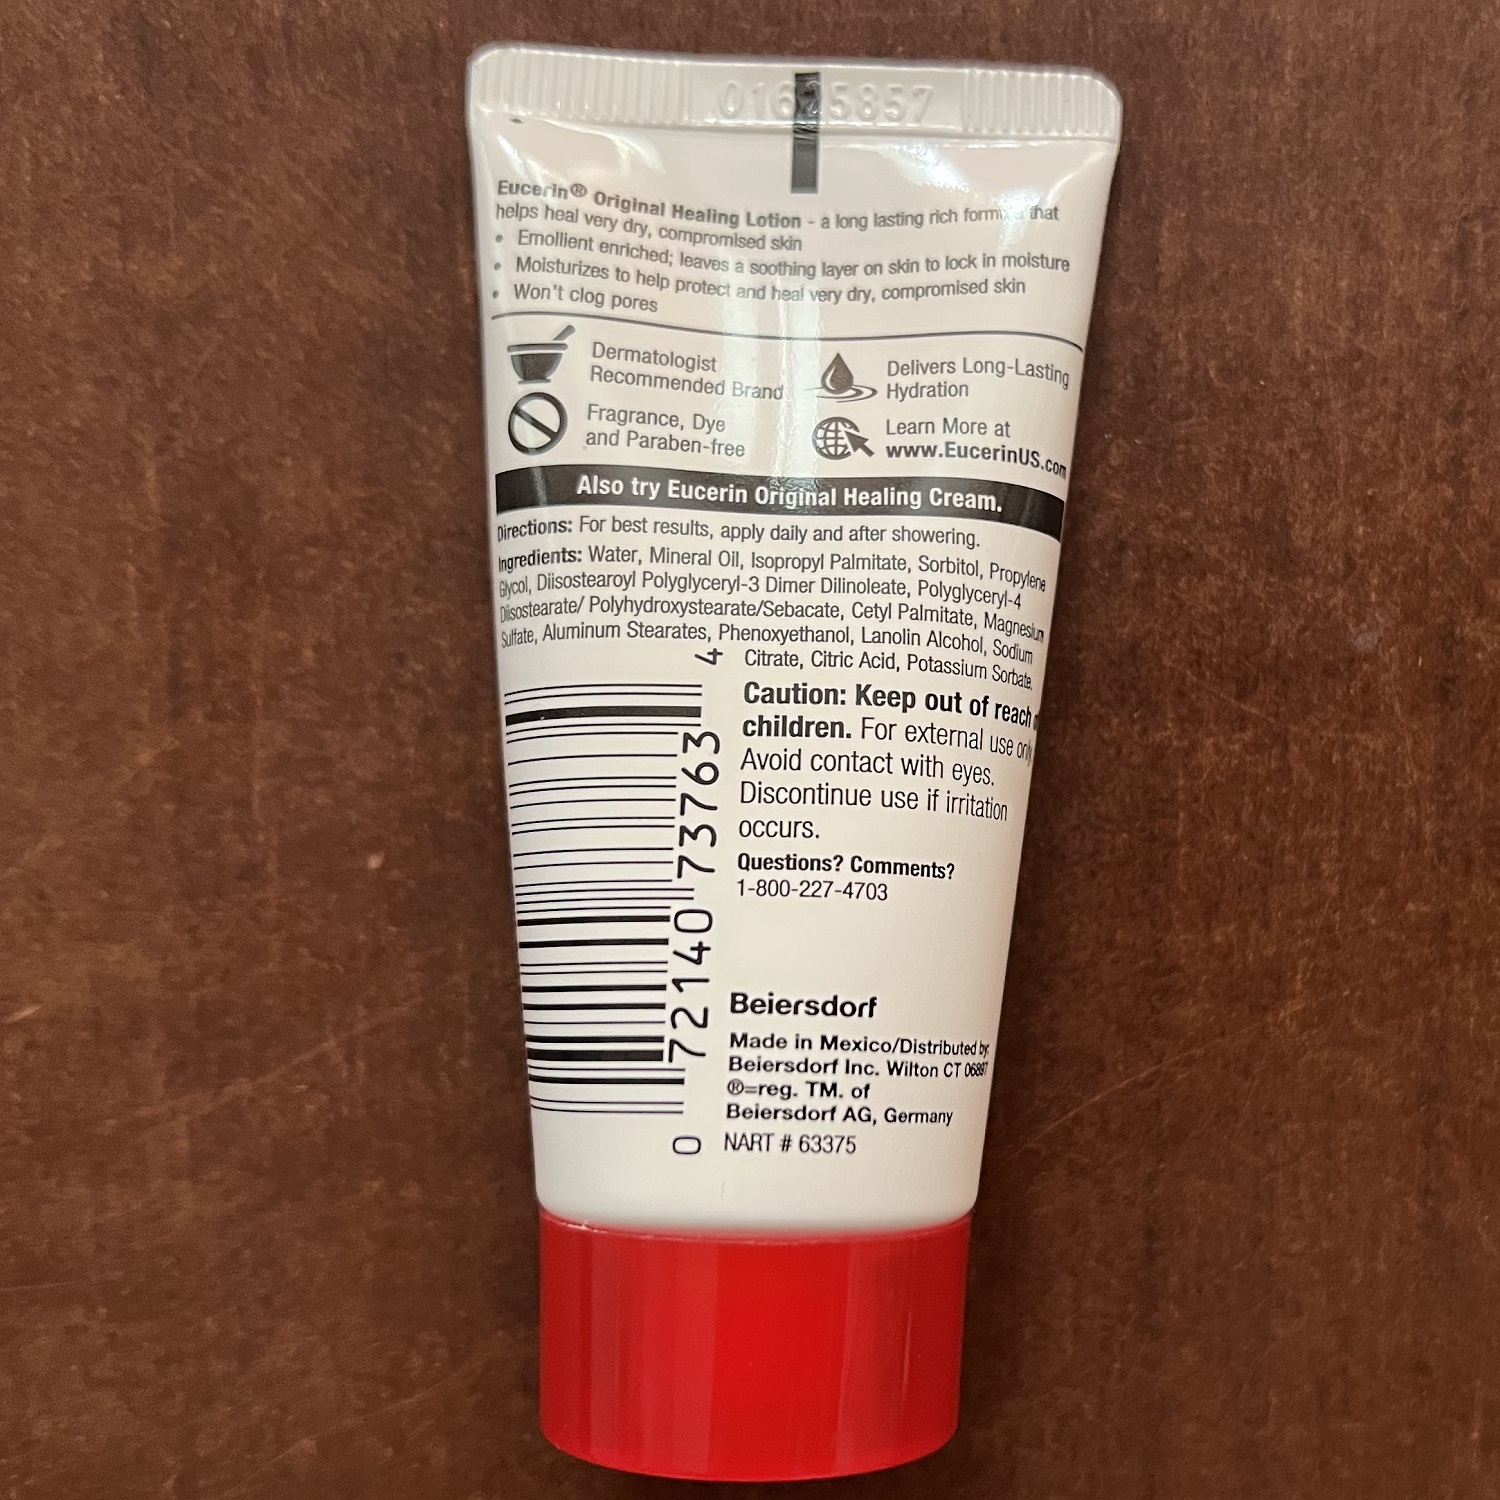 Eucerin® Original Healing Lotion - a long lasting rich that
helps heal very dry, compromised skin
• Emollient enriched; leaves a soothing layer on skin to lock in moisture
• Moisturizes to help protect and heal very dry, compromised skin
• Won't clog pores
Dermatologist
Recommended Brand
Fragrance, Dye
and Paraben-free
Delivers Long-Lasting
Hydration
Learn More at
www.EucerinUS.com
Also try Eucerin Original Healing Cream.
Directions: For best results, apply daily and after showering.
Ingredients: Water, Mineral Oil, Isopropyl Palmitate, Sorbitol, Propylene
Glycol, Diisostearoyl Polyglyceryl-3 Dimer Dilinoleate, Polyglyceryl-4
Diisostearate/ Polyhydroxystearate/Sebacate, Cetyl Palmitate, Magnesium
Sulfate, Aluminum Stearates, Phenoxyethanol, Lanolin Alcohol, Sodium
Citrate, Citric Acid, Potassium Sorbate.
Caution: Keep out of reach
children. For external use only
Avoid contact with eyes.
Discontinue use if irritation
occurs.
Questions? Comments?
1-800-227-4703
Beiersdorf
Made in Mexico/Distributed by:
Beiersdorf Inc. Wilton CT 06897
®=reg. TM. of
Beiersdorf AG, Germany
NART # 63375
0 72140 73763 4